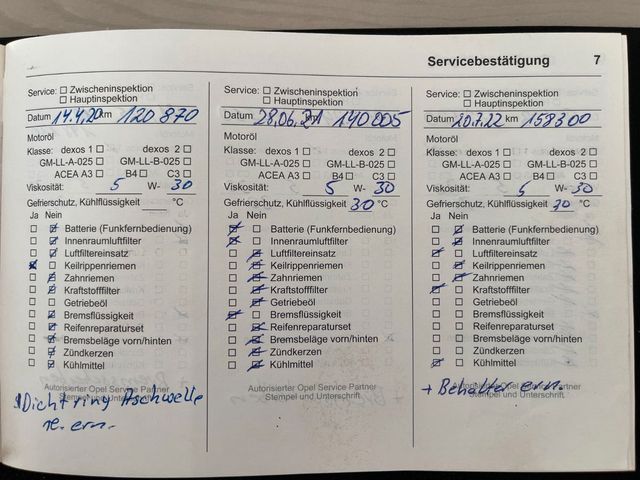 Servicebestätigung 7
Service: ☐ Zwischeninspektion
☐ Hauptinspektion
Datum 14.4.20 km 120 870
Motoröl
Klasse: dexos 1 ☐ dexos 2 ☐
GM-LL-A-025 ☐ GM-LL-B-025 ☐
ACEA A3 ☐ B4 ☐ C3 ☐
Viskosität: 5 W- 30
Gefrierschutz, Kühlflüssigkeit °C
Ja Nein
Batterie (Funkfernbedienung)
Innenraumluftfilter
Luftfiltereinsatz
Keilrippenriemen
Zahnriemen
Kraftstofffilter
Getriebeöl
Bremsflüssigkeit
Reifenreparaturset
Bremsbeläge vorn/hinten
Zündkerzen
Kühlmittel
Autorisierter Opel Service Partner
Stempel und Unterschrift
Dichtring Aschwelle
re. ern.
Service: ☐ Zwischeninspektion
☐ Hauptinspektion
Datum 28.06.21 km 140 005
Motoröl
Klasse: dexos 1 ☐ dexos 2 ☐
GM-LL-A-025 ☐ GM-LL-B-025 ☐
ACEA A3 ☐ B4 ☐ C3 ☐
Viskosität: 5 W- 30
Gefrierschutz, Kühlflüssigkeit 30 °C
Ja Nein
Batterie (Funkfernbedienung)
Innenraumluftfilter
Luftfiltereinsatz
Keilrippenriemen
Zahnriemen
Kraftstofffilter
Getriebeöl
Bremsflüssigkeit
Reifenreparaturset
Bremsbeläge vorn/hinten
Zündkerzen
Kühlmittel
Autorisierter Opel Service Partner
Stempel und Unterschrift
Service: ☐ Zwischeninspektion
☐ Hauptinspektion
Datum 20.7.22 km 158300
Motoröl
Klasse: dexos 1 ☐ dexos 2 ☐
GM-LL-A-025 ☐ GM-LL-B-025 ☐
ACEA A3 ☐ B4 ☐ C3 ☐
Viskosität: 5 W- 30
Gefrierschutz, Kühlflüssigkeit 30 °C
Ja Nein
Batterie (Funkfernbedienung)
Innenraumluftfilter
Luftfiltereinsatz
Keilrippenriemen
Zahnriemen
Kraftstofffilter
Getriebeöl
Bremsflüssigkeit
Reifenreparaturset
Bremsbeläge vorn/hinten
Zündkerzen
Kühlmittel
Autorisierter Opel Service Partner
Stempel und Unterschrift
+ Behälter ern.